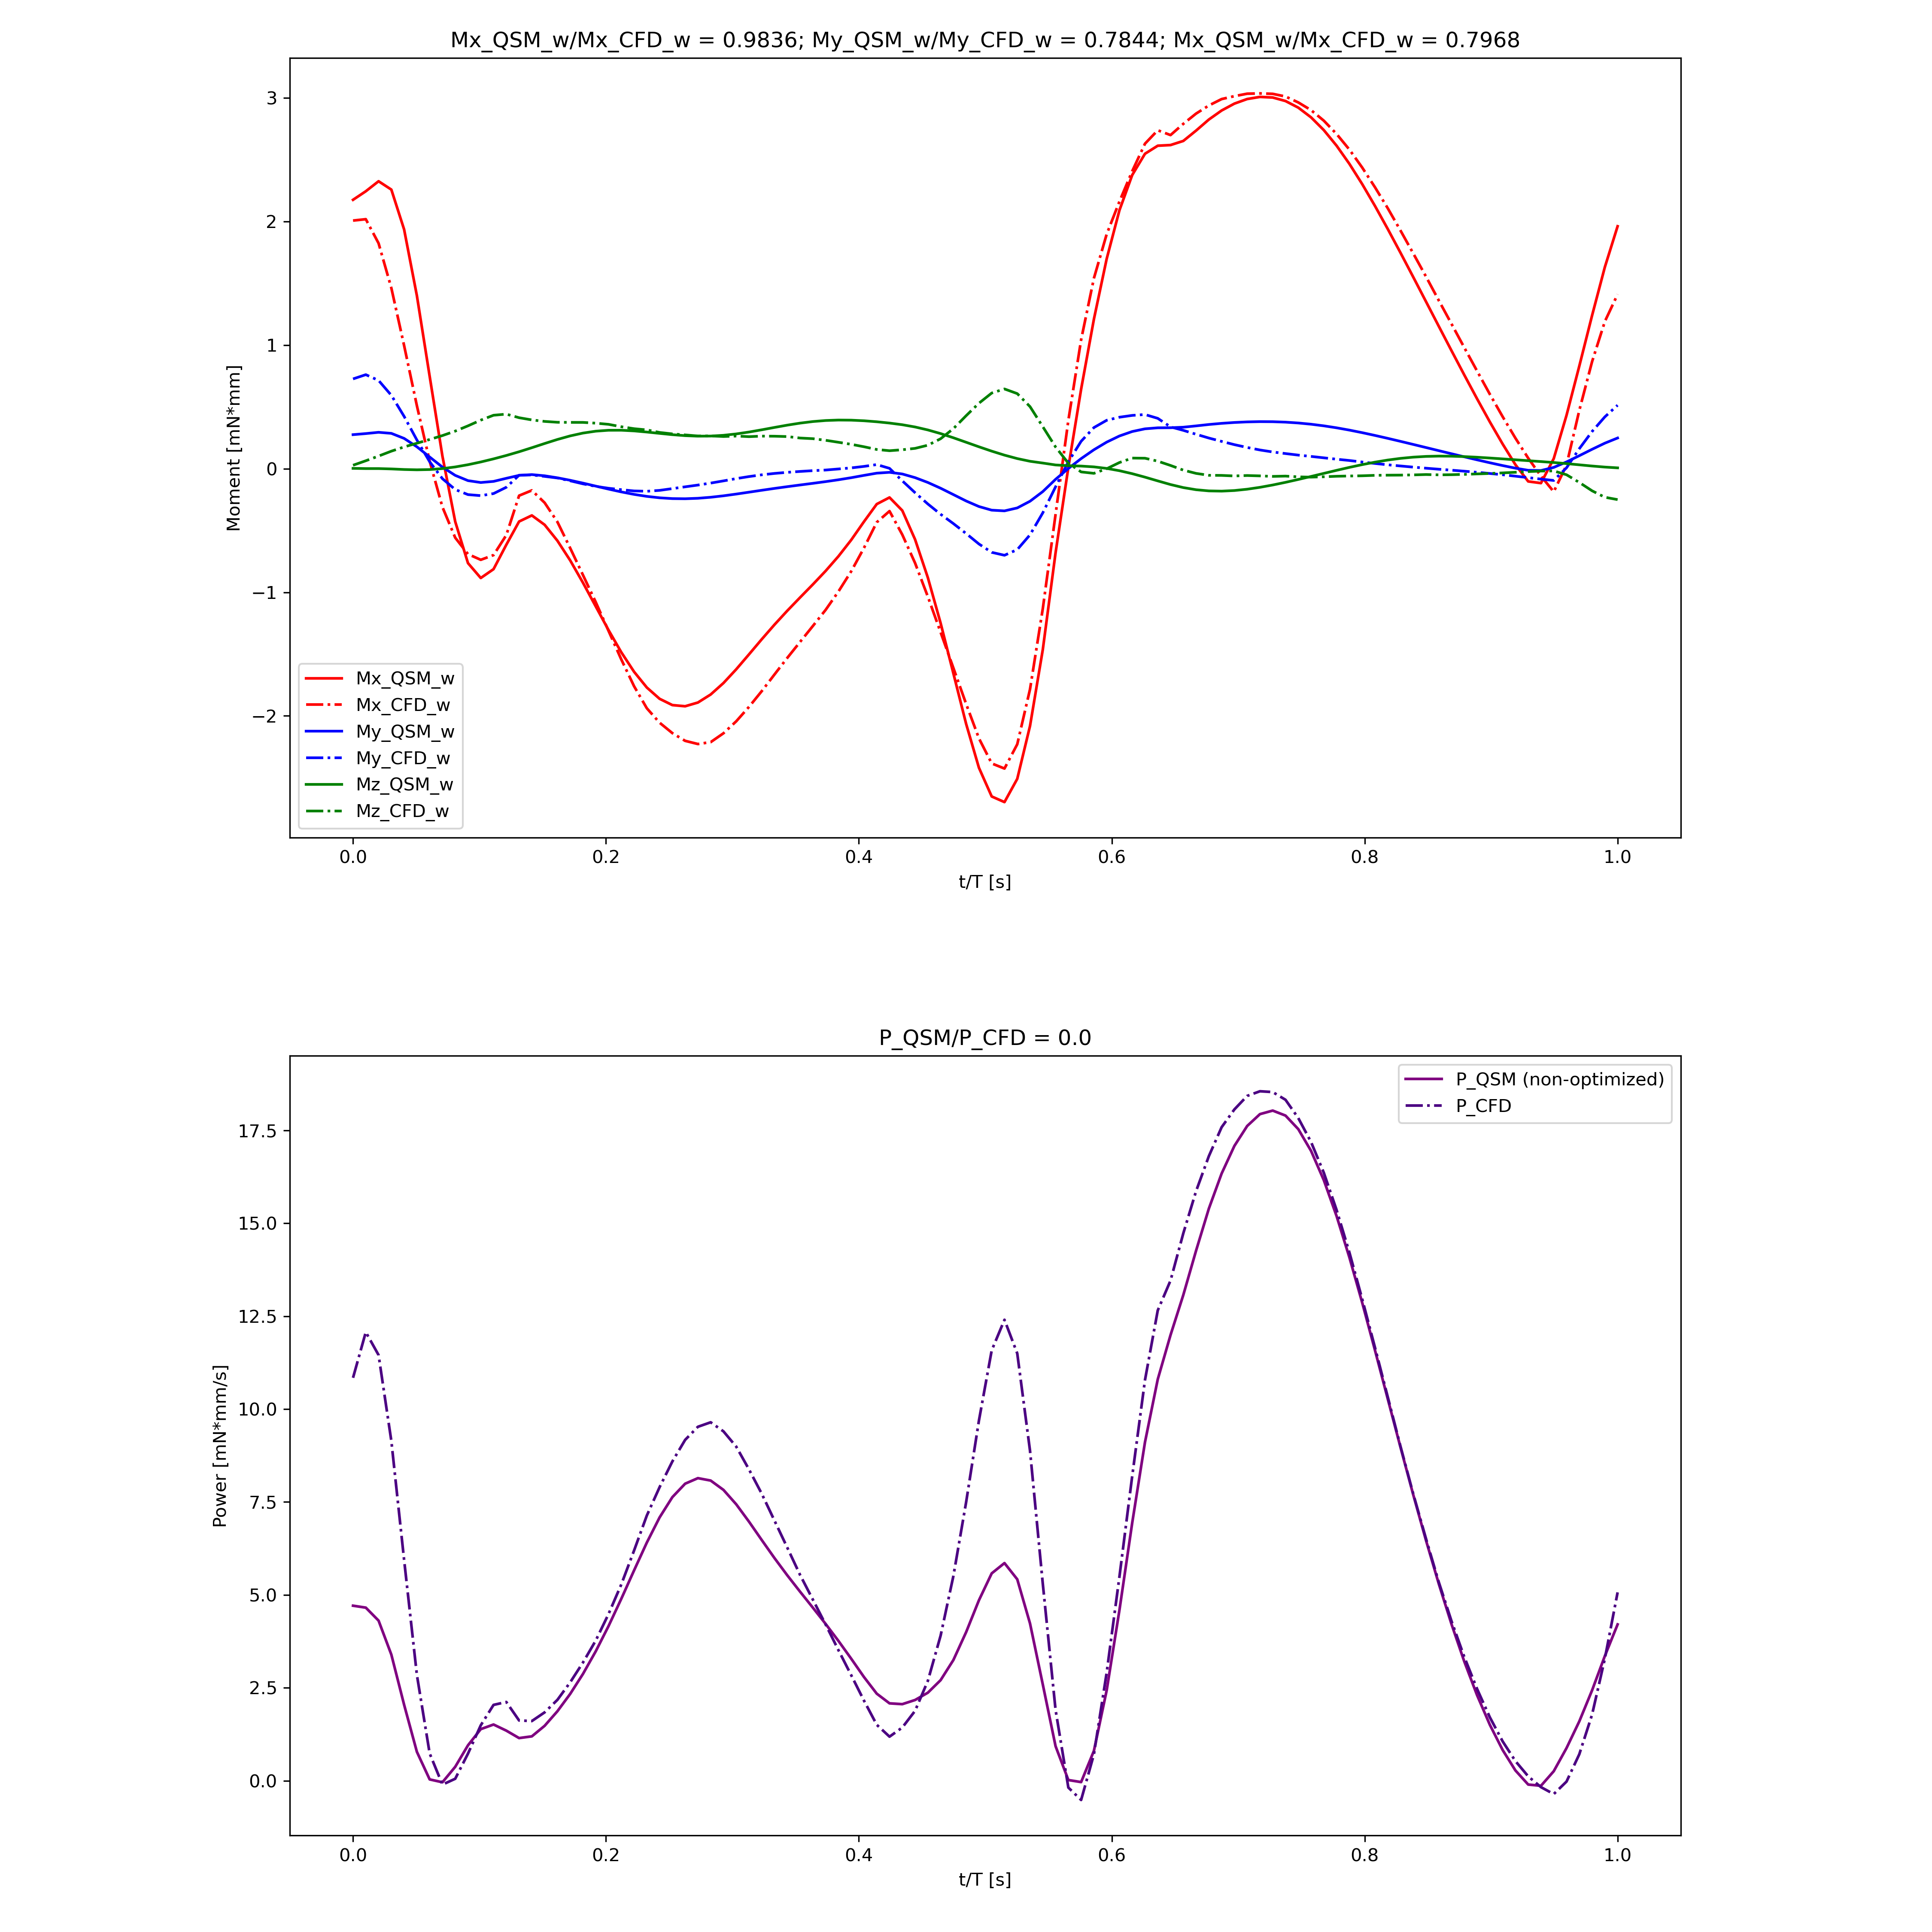 Mx_QSM_w/Mx_CFD_w = 0.9836; My_QSM_w/My_CFD_w = 0.7844; Mx_QSM_w/Mx_CFD_w = 0.7968
3
2
1
0
−1
−2
Moment [mN*mm]
Mx_QSM_w
Mx_CFD_w
My_QSM_w
My_CFD_w
Mz_QSM_w
Mz_CFD_w
0.0 0.2 0.4 0.6 0.8 1.0
t/T [s]
P_QSM/P_CFD = 0.0
P_QSM (non-optimized)
P_CFD
17.5
15.0
12.5
10.0
7.5
5.0
2.5
0.0
Power [mN*mm/s]
0.0 0.2 0.4 0.6 0.8 1.0
t/T [s]